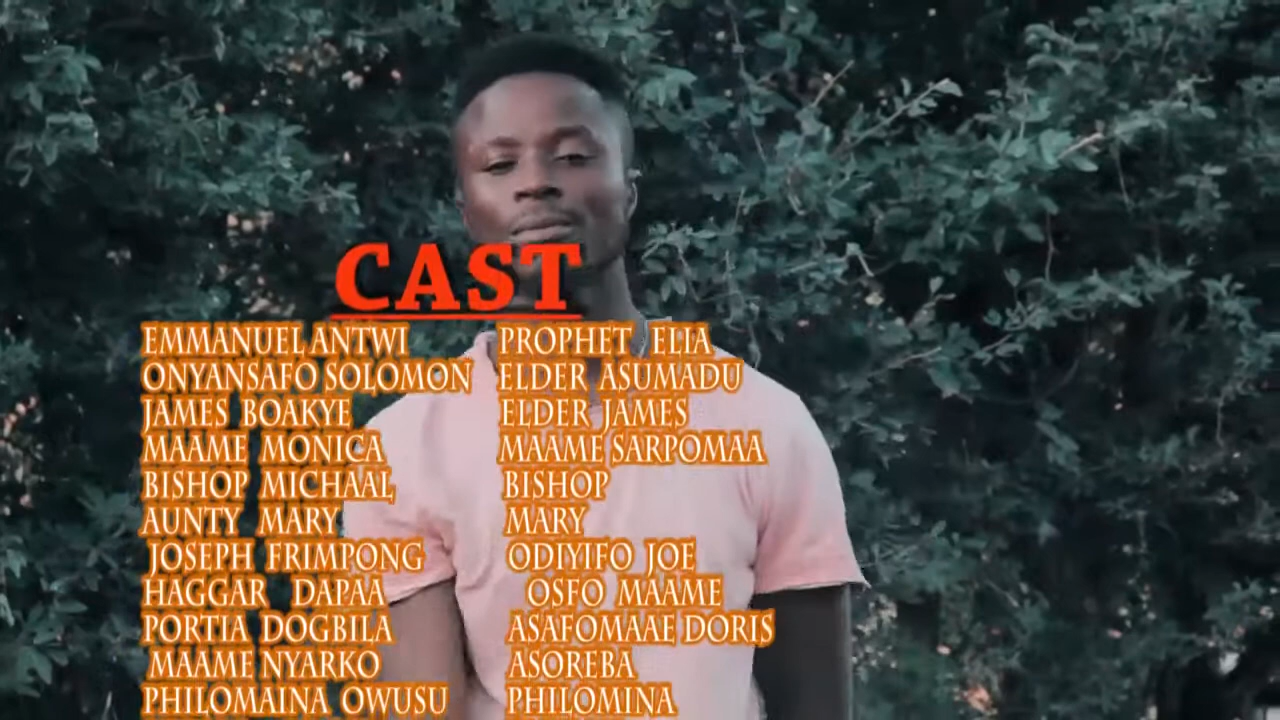 CAST
EMMANUEL ANTWI PROPHET ELIA
ONYANSAFO SOLOMON ELDER ASUMADU
JAMES BOAKYE ELDER JAMES
MAAME MONICA MAAME SARPOMAA
BISHOP MICHAAL BISHOP
AUNTY MARY MARY
JOSEPH FRIMPONG ODIYIFO JOE
HAGGAR DAPAA OSFO MAAME
PORTIA DOGBILA ASAFOMAAE DORIS
MAAME NYARKO ASOREBA
PHILOMAINA OWUSU PHILOMINA